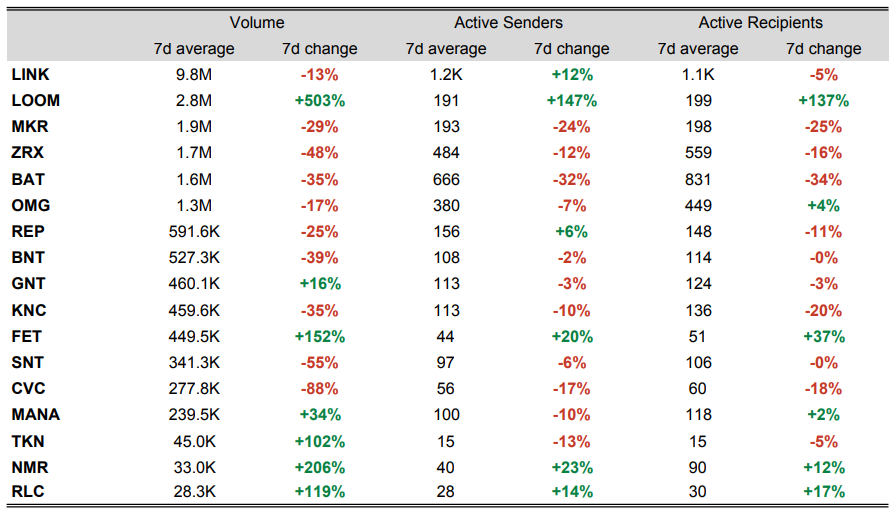 Volume Active Senders Active Recipients
7d average 7d change 7d average 7d change 7d average 7d change
LINK 9.8M -13% 1.2K +12% 1.1K -5%
LOOM 2.8M +503% 191 +147% 199 +137%
MKR 1.9M -29% 193 -24% 198 -25%
ZRX 1.7M -48% 484 -12% 559 -16%
BAT 1.6M -35% 666 -32% 831 -34%
OMG 1.3M -17% 380 -7% 449 +4%
REP 591.6K -25% 156 +6% 148 -11%
BNT 527.3K -39% 108 -2% 114 -0%
GNT 460.1K +16% 113 -3% 124 -3%
KNC 459.6K -35% 113 -10% 136 -20%
FET 449.5K +152% 44 +20% 51 +37%
SNT 341.3K -55% 97 -6% 106 -0%
CVC 277.8K -88% 56 -17% 60 -18%
MANA 239.5K +34% 100 -10% 118 +2%
TKN 45.0K +102% 15 -13% 15 -5%
NMR 33.0K +206% 40 +23% 90 +12%
RLC 28.3K +119% 28 +14% 30 +17%